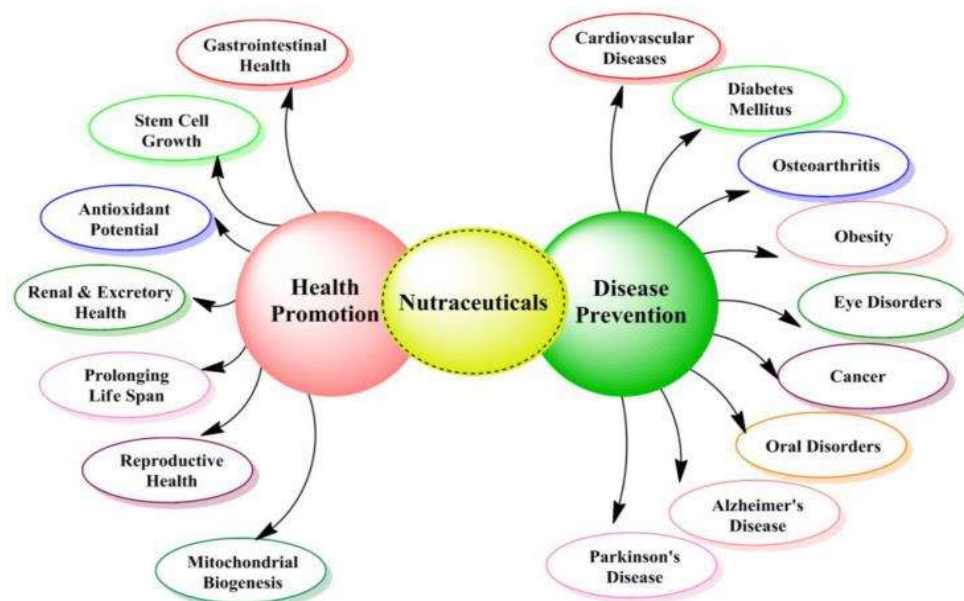 Gastrointestinal
Health
Stem Cell
Growth
Antioxidant
Potential
Renal & Excretory
Health
Prolonging
Life Span
Reproductive
Health
Mitochondrial
Biogenesis
Health
Promotion
Nutraceuticals
Disease
Prevention
Cardiovascular
Diseases
Diabetes
Mellitus
Osteoarthritis
Obesity
Eye Disorders
Cancer
Oral Disorders
Alzheimer's
Disease
Parkinson's
Disease